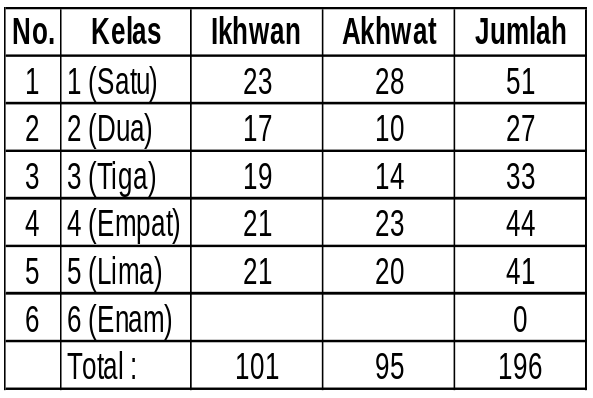 No. Kelas Ikhwan Akhwat Jumlah
1 1 (Satu) 23 28 51
2 2 (Dua) 17 10 27
3 3 (Tiga) 19 14 33
4 4 (Empat) 21 23 44
5 5 (Lima) 21 20 41
6 6 (Enam) 0
Total : 101 95 196